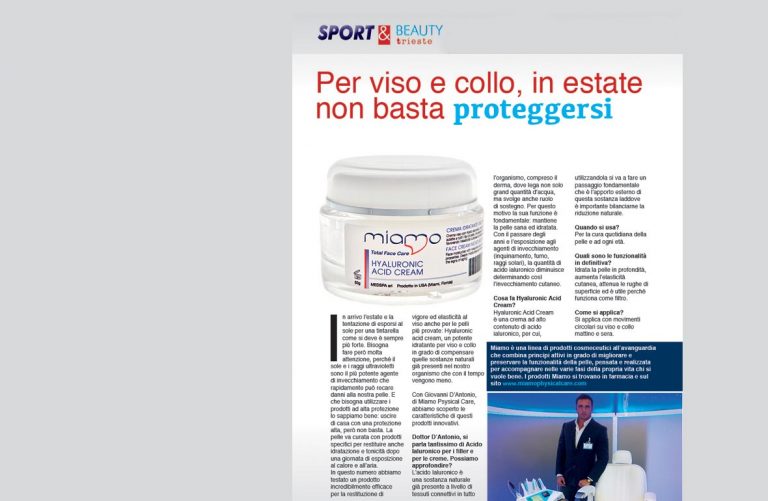 SPORT & BEAUTY
trieste
Per viso e collo, in estate
non basta proteggersi
miamo
Total Face Care
HYALURONIC
ACID CREAM
50g
MEDSPA srl Prodotto in USA (Miami, Florida)
In arrivo l'estate e la
tentazione di esporsi al
sole per una tintarella
come si deve è sempre
più forte. Bisogna
fare però molta
attenzione, perché il
sole e i raggi ultravioletti
sono il più potente agente
di invecchiamento che
rapidamente può recare
danni alla nostra pelle. E
che bisogna utilizzare i
prodotti ad alta protezione
lo sappiamo bene: uscire
di casa con una protezione
alta, però non basta. La
pelle va curata con prodotti
specifici per restituire anche
idratazione e tonicità dopo
una giornata di esposizione
al calore e all'aria.
In questo numero abbiamo
testato un prodotto
incredibilmente efficace
per la restituzione di
vigore ed elasticità al
viso anche per le pelli
più provate: Hyaluronic
acid cream, un potente
idratante per viso e collo
in grado di compensare
quelle sostanze naturali
già presenti nel nostro
organismo che con il tempo
vengono meno.
Con Giovanni D'Antonio,
di Miamo Psysical Care,
abbiamo scoperto le
caratteristiche di questi
prodotti innovativi.
Dottor D'Antonio, si
parla tantissimo di Acido
Ialuronico per i filler e
per le creme. Possiamo
approfondire?
L'acido Ialuronico è
una sostanza naturale
già presente a livello di
tessuti connettivi in tutto
l'organismo, compreso il
derma, dove lega non solo
grand quantità d'acqua,
ma svolge anche ruolo
di sostegno. Per questo
motivo la sua funzione è
fondamentale: mantiene
la pelle sana ed idratata.
Con il passare degli
anni e l'esposizione agli
agenti di invecchiamento
(inquinamento, fumo,
raggi solari), la quantità di
acido ialuronico diminuisce
determinando così
l'invecchiamento cutaneo.
Cosa fa Hyaluronic Acid
Cream?
Hyaluronic Acid Cream
è una crema ad alto
contenuto di acido
ialuronico, per cui,
utilizzandola si va a fare un
passaggio fondamentale
che è l'apporto esterno di
questa sostanza laddove
è importante bilanciarne la
riduzione naturale.
Quando si usa?
Per la cura quotidiana della
pelle e ad ogni età.
Quali sono le funzionalità
in definitiva?
Idrata la pelle in profondità,
aumenta l'elasticità
cutanea, attenua le rughe di
superficie ed è utile perché
funziona come filtro.
Come si applica?
Si applica con movimenti
circolari su viso e collo
mattino e sera.
Miamo è una linea di prodotti cosmeceutici all'avanguardia
che combina principi attivi in grado di migliorare e
preservare la funzionalità della pelle, pensata e realizzata
per accompagnare nelle varie fasi della propria vita chi si
vuole bene. I prodotti Miamo si trovano in farmacia e sul
sito www.miamophysicalcare.com